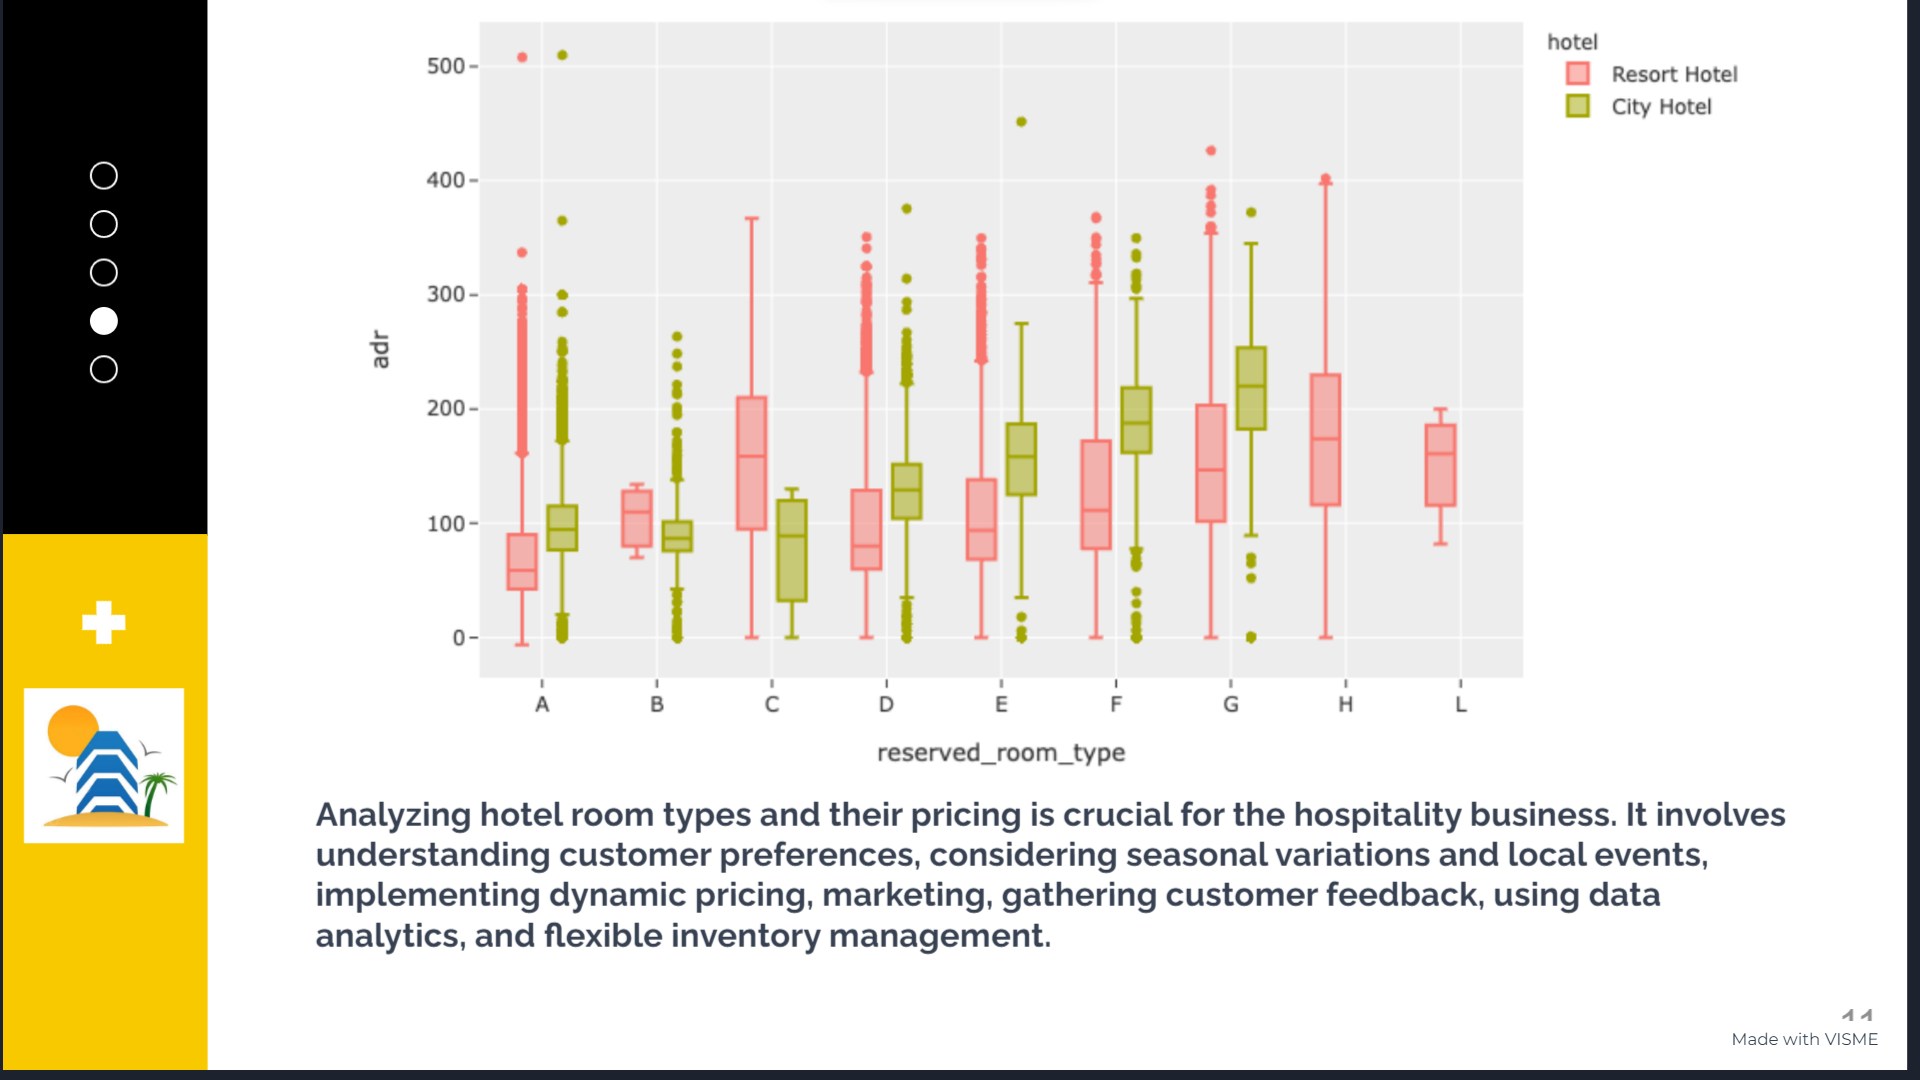 hotel
Resort Hotel
City Hotel
500
400
300
200
100
0
adr
A B C D E F G H L
reserved_room_type
Analyzing hotel room types and their pricing is crucial for the hospitality business. It involves
understanding customer preferences, considering seasonal variations and local events,
implementing dynamic pricing, marketing, gathering customer feedback, using data
analytics, and flexible inventory management.
Made with VISME